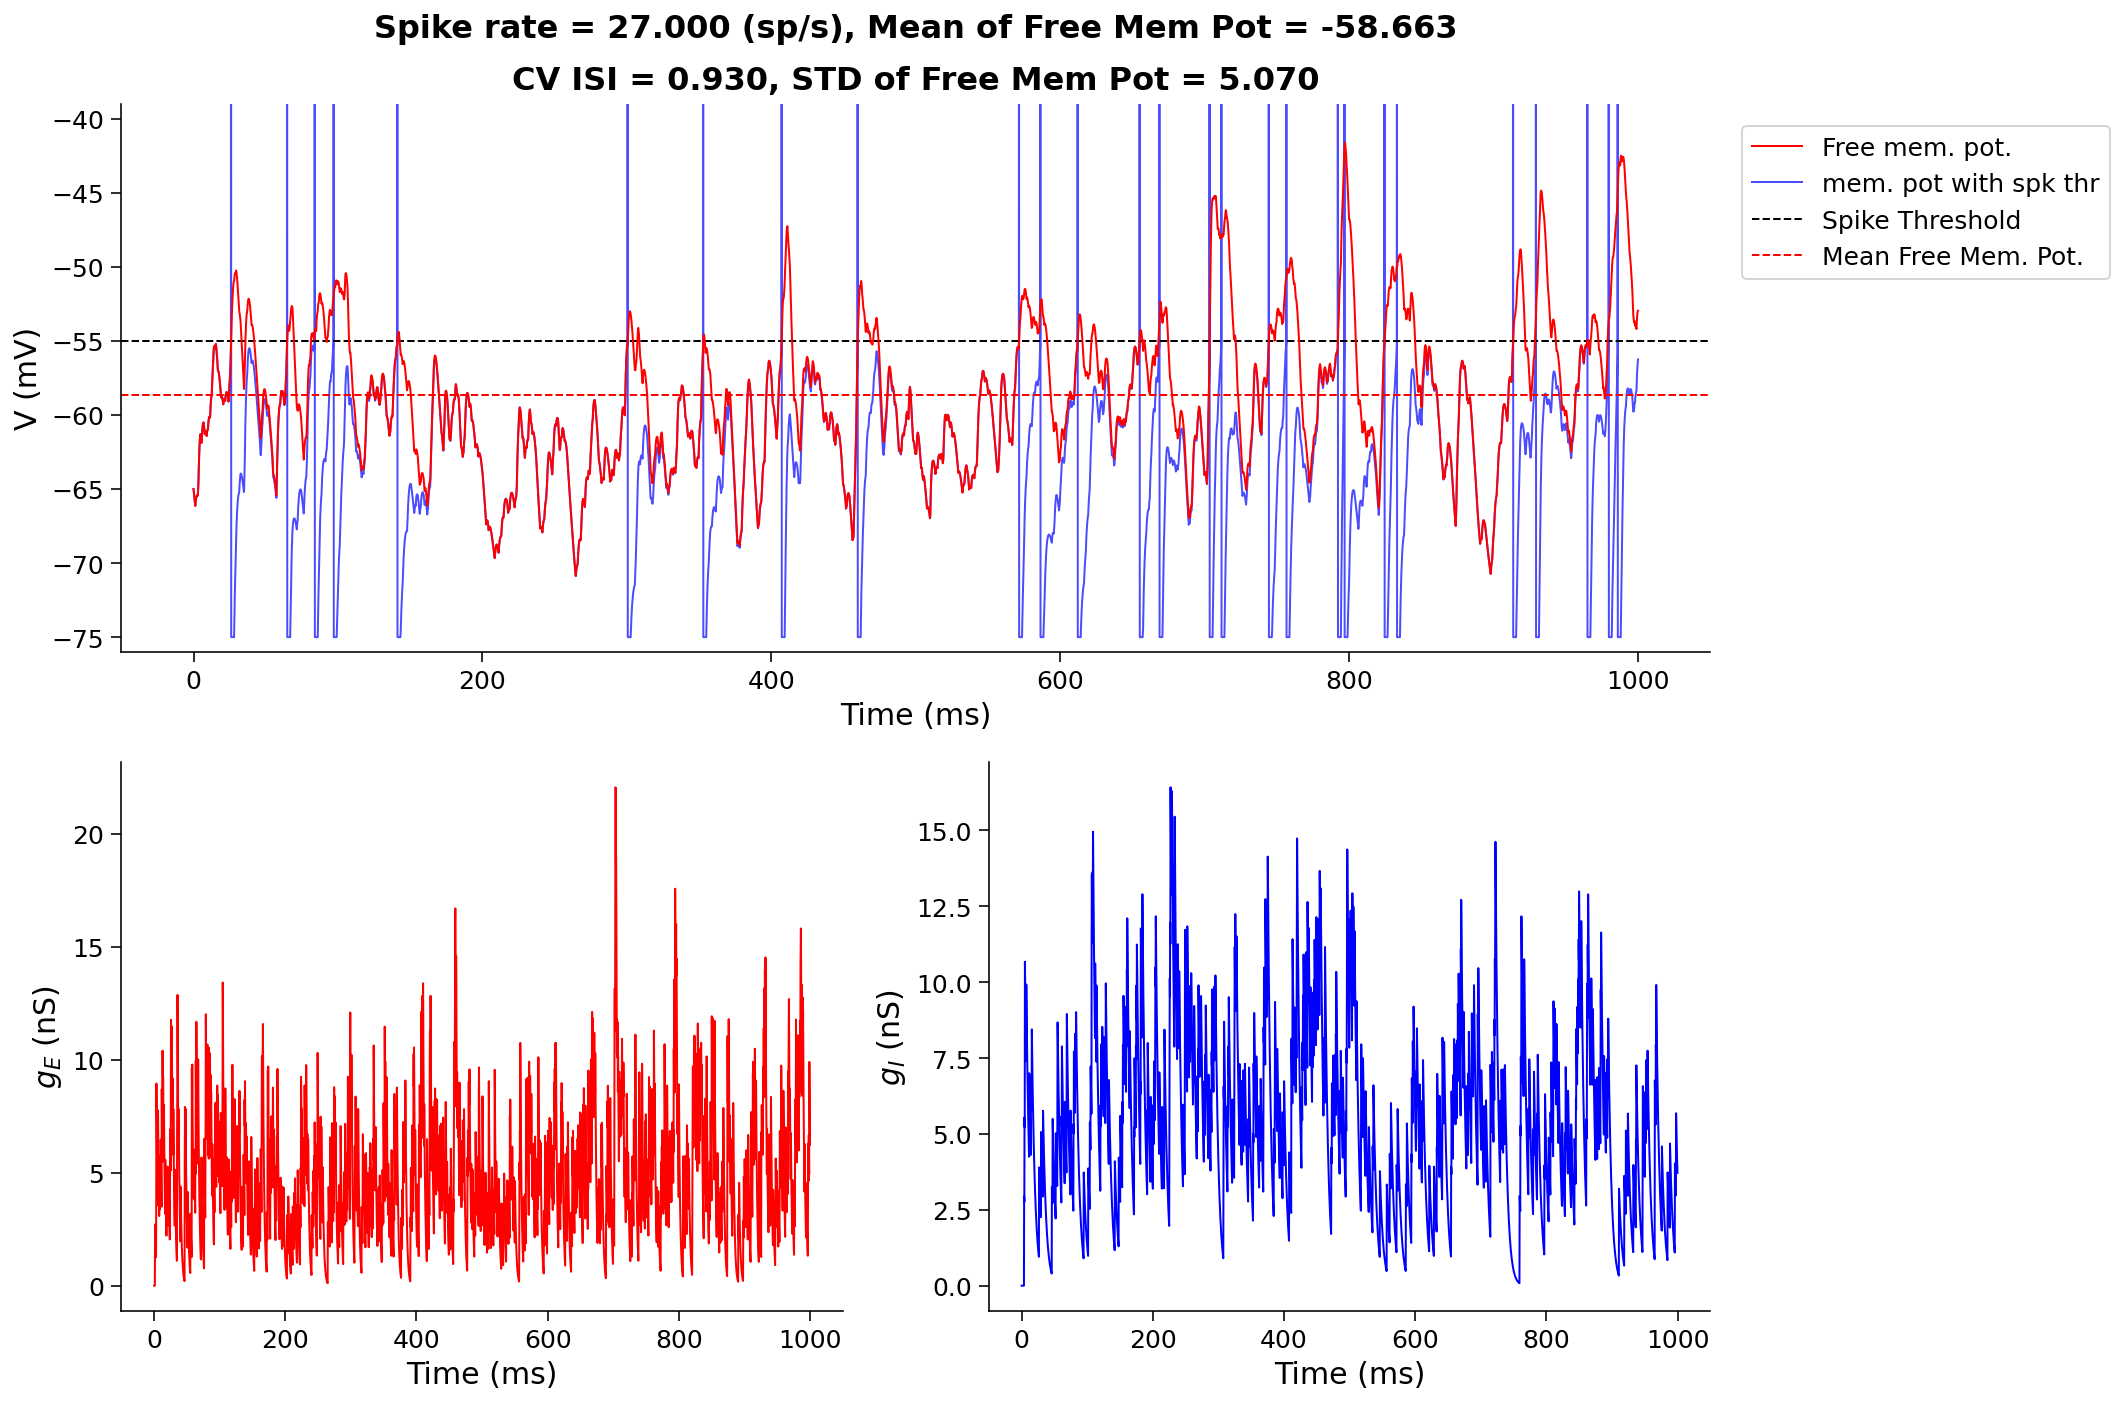 Spike rate = 27.000 (sp/s), Mean of Free Mem Pot = -58.663
CV ISI = 0.930, STD of Free Mem Pot = 5.070
−40
−45
−50
−55
−60
−65
−70
−75
V (mV)
0 200 400 600 800 1000
Time (ms)
Free mem. pot.
mem. pot with spk thr
Spike Threshold
Mean Free Mem. Pot.
20
15
10
5
0
g_E (nS)
0 200 400 600 800 1000
Time (ms)
15.0
12.5
10.0
7.5
5.0
2.5
0.0
g_I (nS)
0 200 400 600 800 1000
Time (ms)